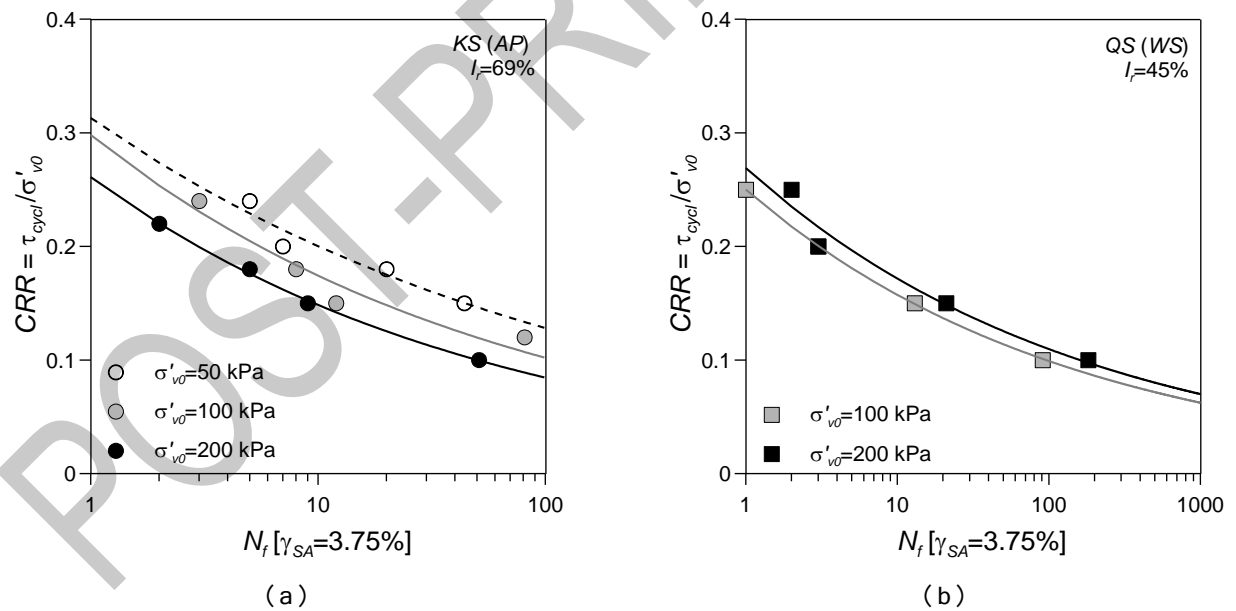 POST-PRI
0.4
0.3
0.2
0.1
0
CRR = τcycl/σ'v0
KS (AP)
Ir=69%
σ'v0=50 kPa
σ'v0=100 kPa
σ'v0=200 kPa
1
10
100
Nf [γSA=3.75%]
(a)
0.4
0.3
0.2
0.1
0
CRR = τcycl/σ'v0
QS (WS)
Ir=45%
σ'v0=100 kPa
σ'v0=200 kPa
1
10
100
1000
Nf [γSA=3.75%]
(b)